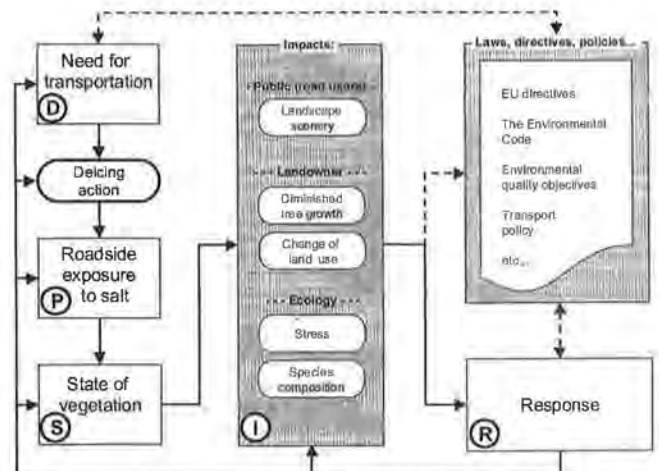 Need for
transportation
D
Deicing
action
Roadside
exposure
to salt
P
State of
vegetation
S
Impacts:
Public (road users)
Landscape
scenery
Landowner
Diminished
tree growth
Change of
land use
Ecology
Stress
Species
composition
I
Laws, directives, policies...
EU directives
The Environmental
Code
Environmental
quality objectives
Transport
policy
etc...
Response
R